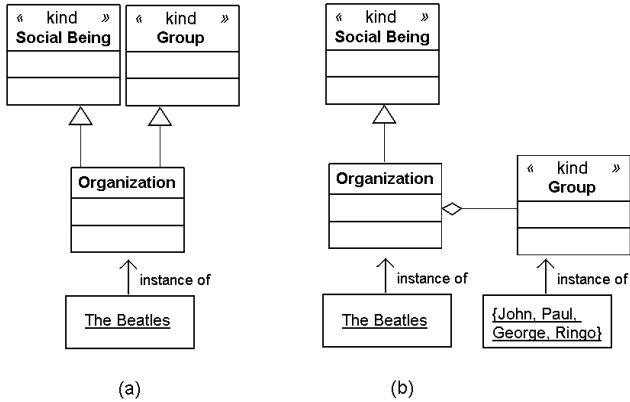 « kind »
Social Being
« kind »
Group
Organization
instance of
The Beatles
(a)
« kind »
Social Being
Organization
« kind »
Group
instance of
The Beatles
instance of
{John, Paul,
George, Ringo}
(b)